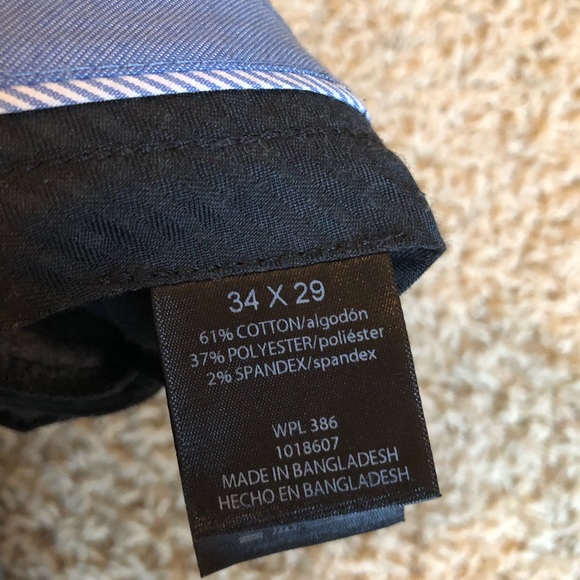 34 X 29
61% COTTON/algodón
37% POLYESTER/poliéster
2% SPANDEX/spandex
WPL 386
1018607
MADE IN BANGLADESH
HECHO EN BANGLADESH